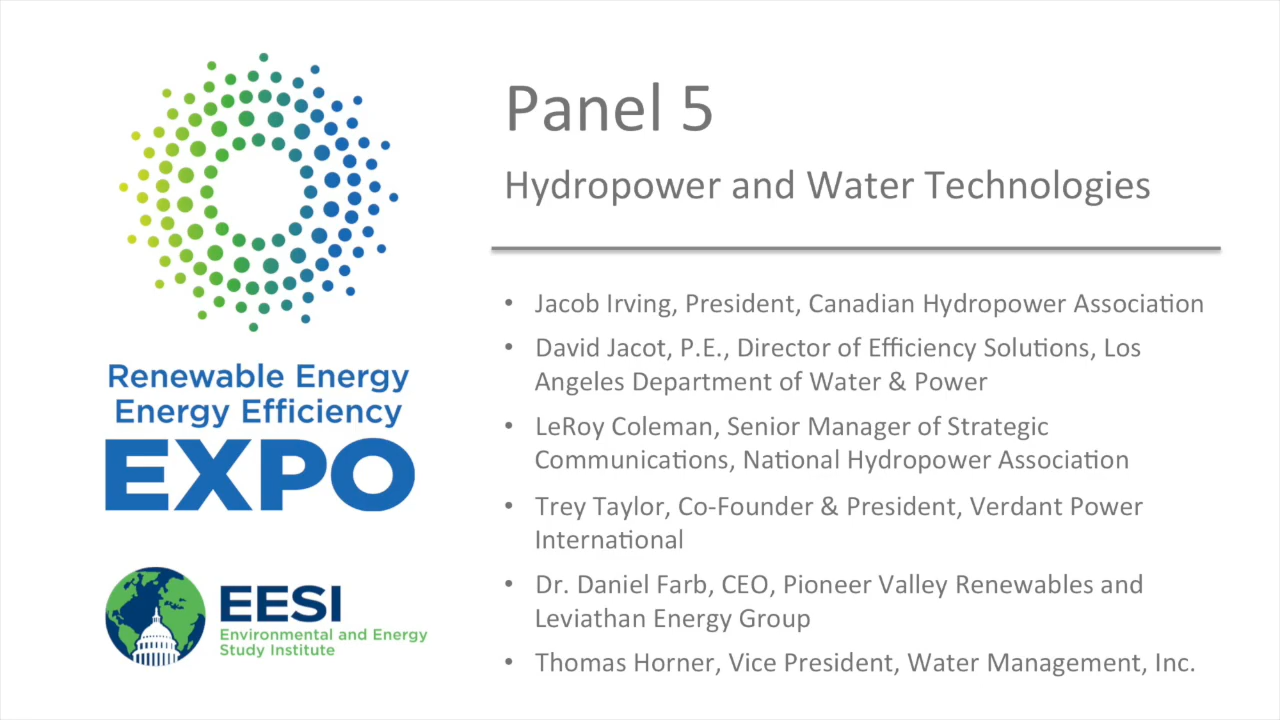 Panel 5
Hydropower and Water Technologies
• Jacob Irving, President, Canadian Hydropower Association
• David Jacot, P.E., Director of Efficiency Solutions, Los
Angeles Department of Water & Power
• LeRoy Coleman, Senior Manager of Strategic
Communications, National Hydropower Association
• Trey Taylor, Co-Founder & President, Verdant Power
International
• Dr. Daniel Farb, CEO, Pioneer Valley Renewables and
Leviathan Energy Group
• Thomas Horner, Vice President, Water Management, Inc.
Renewable Energy
Energy Efficiency
EXPO
EESI
Environmental and Energy
Study Institute